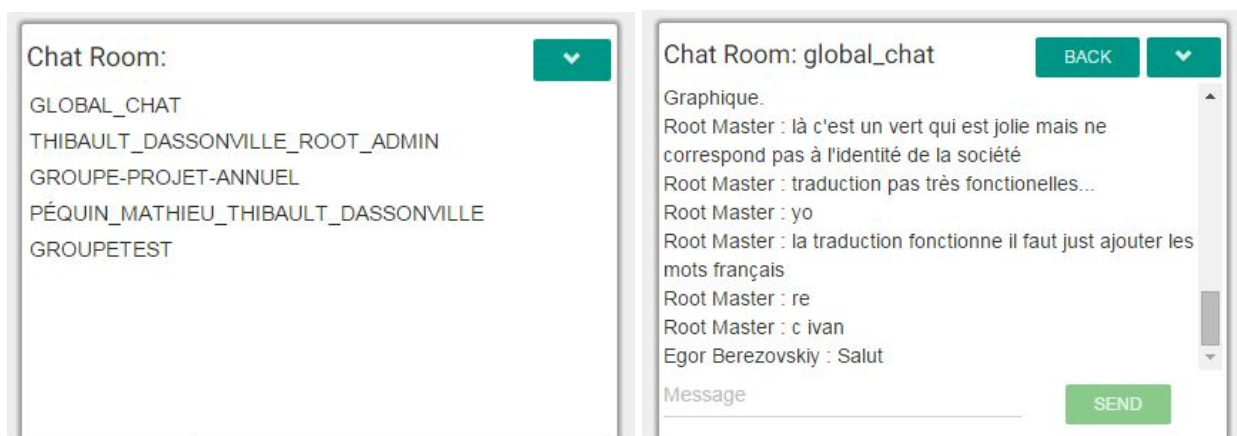 Chat Room:
GLOBAL_CHAT
THIBAULT_DASSONVILLE_ROOT_ADMIN
GROUPE-PROJET-ANNUEL
PÉQUIN_MATHIEU_THIBAULT_DASSONVILLE
GROUPETEST
Chat Room: global_chat
BACK
Graphique.
Root Master : là c'est un vert qui est jolie mais ne
correspond pas à l'identité de la société
Root Master : traduction pas très fonctionelles...
Root Master : yo
Root Master : la traduction fonctionne il faut just ajouter les
mots français
Root Master : re
Root Master : c ivan
Egor Berezovskiy : Salut
Message
SEND